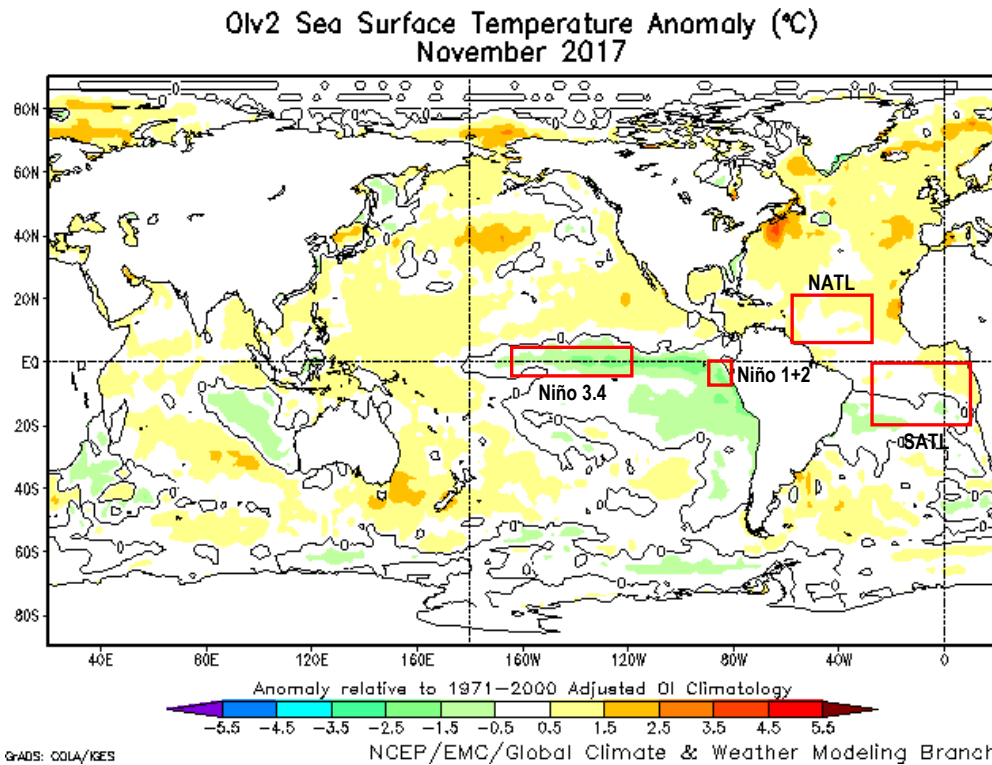 OIv2 Sea Surface Temperature Anomaly (°C)
November 2017
80N
60N
40N
20N
EQ
20S
40S
60S
80S
NATL
Niño 3.4
Niño 1+2
SATL
40E 80E 120E 160E 160W 120W 80W 40W 0
Anomaly relative to 1971-2000 Adjusted OI Climatology
-5.5 -4.5 -3.5 -2.5 -1.5 -0.5 0.5 1.5 2.5 3.5 4.5 5.5
GrADS: COLA/IGES
NCEP/EMC/Global Climate & Weather Modeling Branch